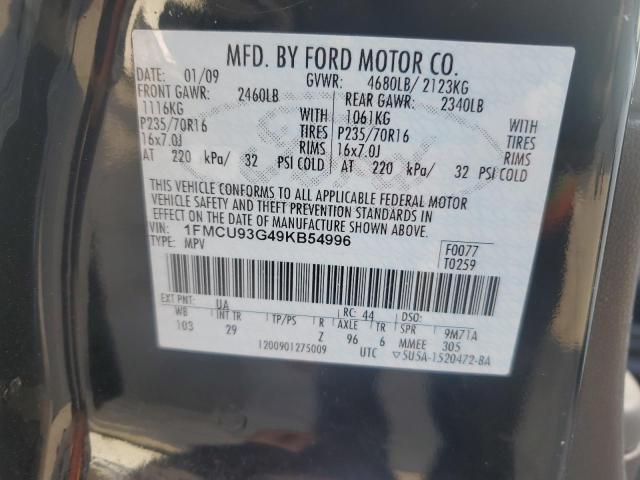 MFD. BY FORD MOTOR CO.
DATE: 01/09 GVWR: 4680LB/ 2123KG
FRONT GAWR: 2460LB REAR GAWR: 2340LB
1116KG WITH 1061KG WITH
P235/70R16 TIRES P235/70R16 TIRES
16x7.0J RIMS 16x7.0J RIMS
AT 220 kPa/ 32 PSI COLD AT 220 kPa/ 32 PSI COLD
THIS VEHICLE CONFORMS TO ALL APPLICABLE FEDERAL MOTOR
VEHICLE SAFETY AND THEFT PREVENTION STANDARDS IN
EFFECT ON THE DATE OF MANUFACTURE SHOWN ABOVE.
VIN: 1FMCU93G49KB54996 F0077
TYPE: MPV T0259
EXT PNT: UA RC: 44 DSO:
WB INT TR TP/PS R AXLE TR SPR 9M71A
103 29 Z 96 6 MMEE 305
1200901275009 UTC ▽5U5A-1520472-BA